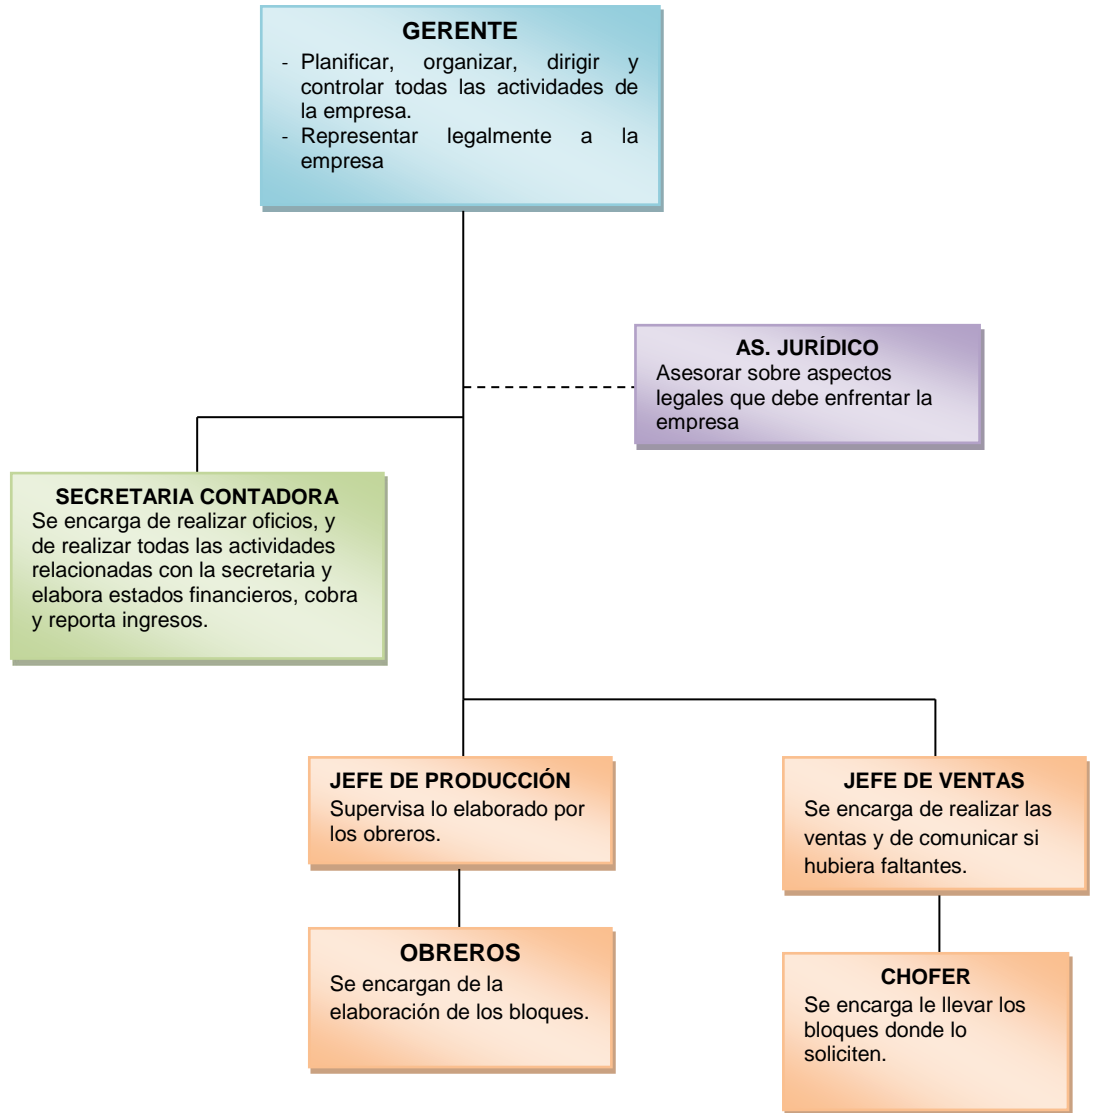 GERENTE
- Planificar, organizar, dirigir y
controlar todas las actividades de
la empresa.
- Representar legalmente a la
empresa
AS. JURÍDICO
Asesorar sobre aspectos
legales que debe enfrentar la
empresa
SECRETARIA CONTADORA
Se encarga de realizar oficios, y
de realizar todas las actividades
relacionadas con la secretaria y
elabora estados financieros, cobra
y reporta ingresos.
JEFE DE PRODUCCIÓN
Supervisa lo elaborado por
los obreros.
JEFE DE VENTAS
Se encarga de realizar las
ventas y de comunicar si
hubiera faltantes.
OBREROS
Se encargan de la
elaboración de los bloques.
CHOFER
Se encarga le llevar los
bloques donde lo
soliciten.